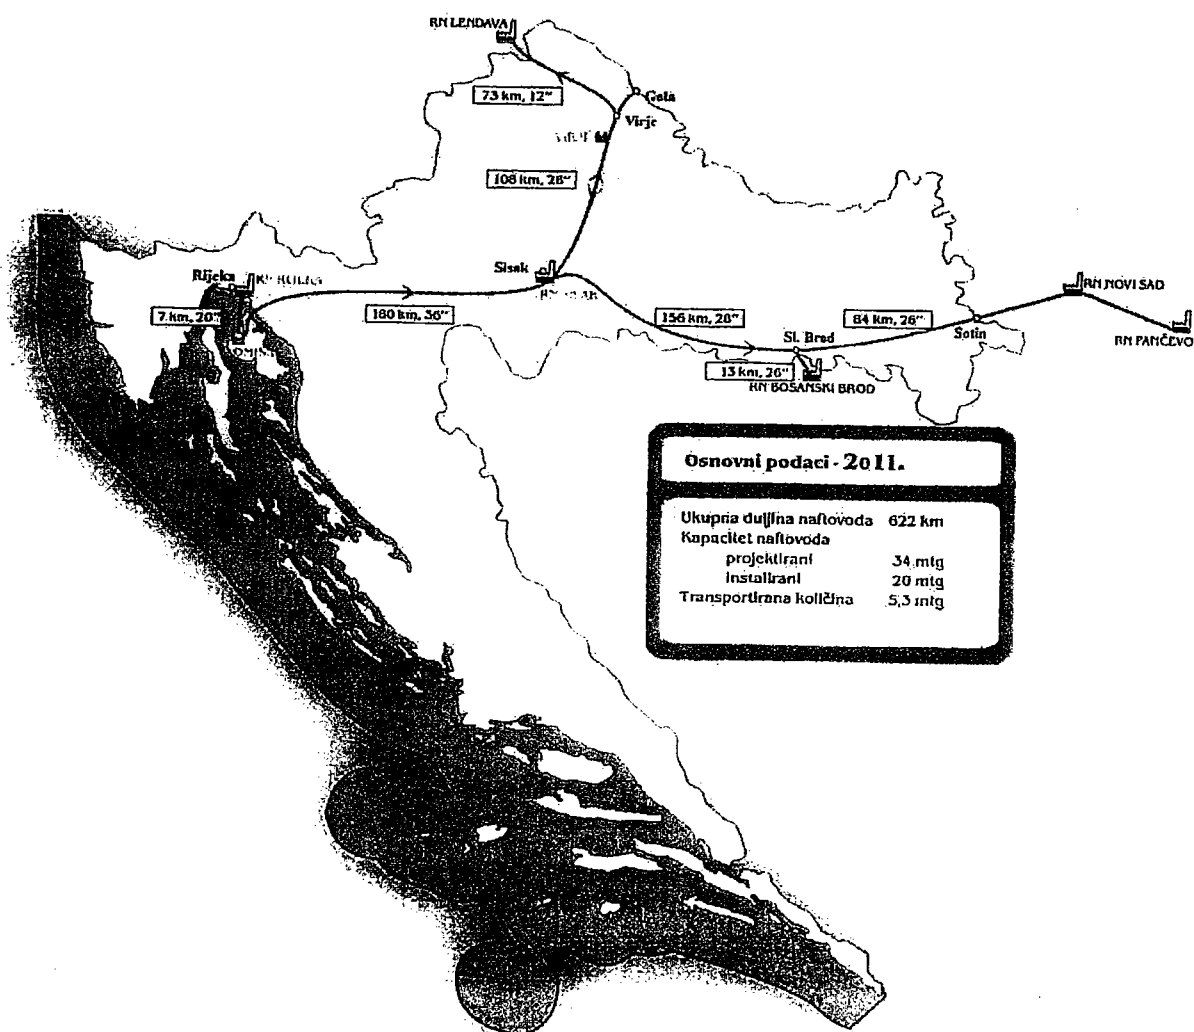 RN LENDAVA
73 km, 12"
Gola
Virje
108 km, 28"
Rijeka
Sisak
RN NOVI SAD
7 km, 20"
180 km, 36"
156 km, 28"
84 km, 26"
Sotin
Sl. Brod
RN PANČEVO
OMIŠALJ
13 km, 26"
RN BOSANSKI BROD
Osnovni podaci - 2011.
Ukupna duljina naftovoda 622 km
Kapacitet naftovoda
projektirani 34 mtg
instalirani 20 mtg
Transportirana količina 5,3 mtg